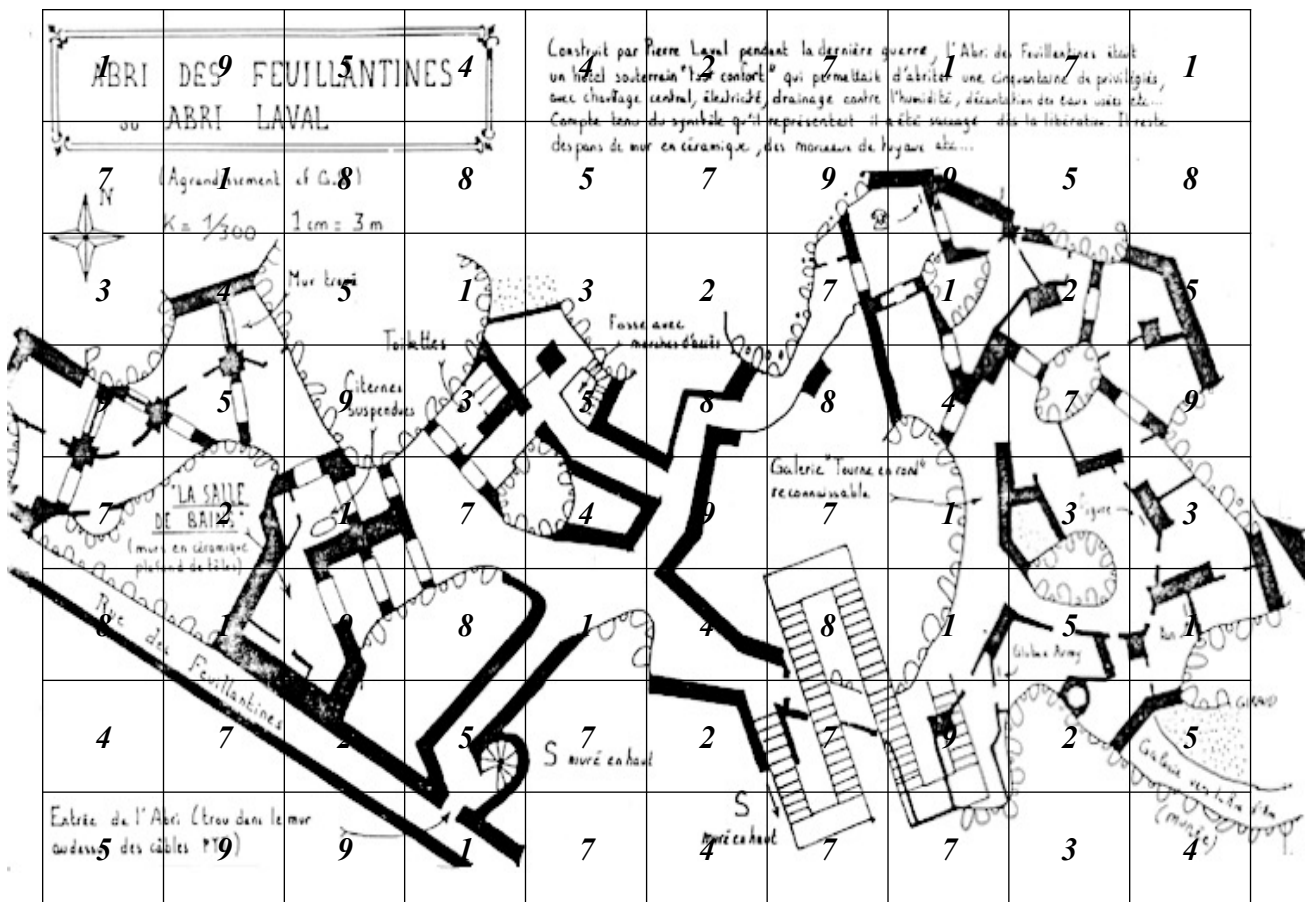 ABRI DES FEUILLANTINES
ou ABRI LAVAL
Construit par Pierre Laval pendant la dernière guerre, l'Abri des Feuillantines était
un hôtel souterrain "tout confort" qui permettait d'abriter une cinquantaine de privilégiés,
avec chauffage central, électricité, drainage contre l'humidité, décantation des eaux usées etc...
Compte tenu du symbole qu'il représentait il a été saccagé dès la libération. Il reste
des pans de mur en céramique, des morceaux de tuyaux etc...
1 9 5 4 4 2 7 1 7 1
(Agrandissement of G.B)
7 1 8 8 5 7 9 9 5 8
N
K = 1/300 1 cm = 3 m
Mur
3 4 5 1 3 2 7 1 2 5
Fosse avec
marches d'accès
Toilettes
Citernes
suspendues
9 5 9 3 5 8 8 4 7 9
Galerie "Tourne en rond"
reconnaissable
"LA SALLE
DE BAINS"
(murs en céramique
plafond de tôles)
Figure
7 2 1 7 4 9 7 1 3 3
Rue des Feuillantines
8 1 8 1 4 8 1 5 1
Globe Army
GIRAUD
4 7 2 5 7 2 7 9 2 5
S muré en haut
Galerie vers
(murée)
S
muré en haut
Entrée de l'Abri (trou dans le mur
au dessus des câbles PTT)
5 9 9 1 7 4 7 7 3 4